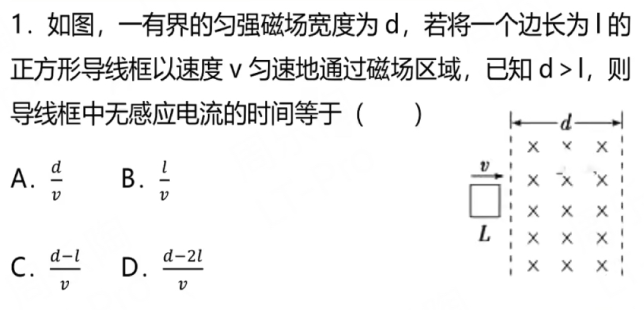 1. 如图，一有界的匀强磁场宽度为 d，若将一个边长为 l 的
正方形导线框以速度 v 匀速地通过磁场区域，已知 d > l，则
导线框中无感应电流的时间等于（　　）
A. \frac{d}{v}　B. \frac{l}{v}
C. \frac{d-l}{v}　D. \frac{d-2l}{v}
d
× × ×
v
× × ×
× × ×
L
× × ×
× × ×